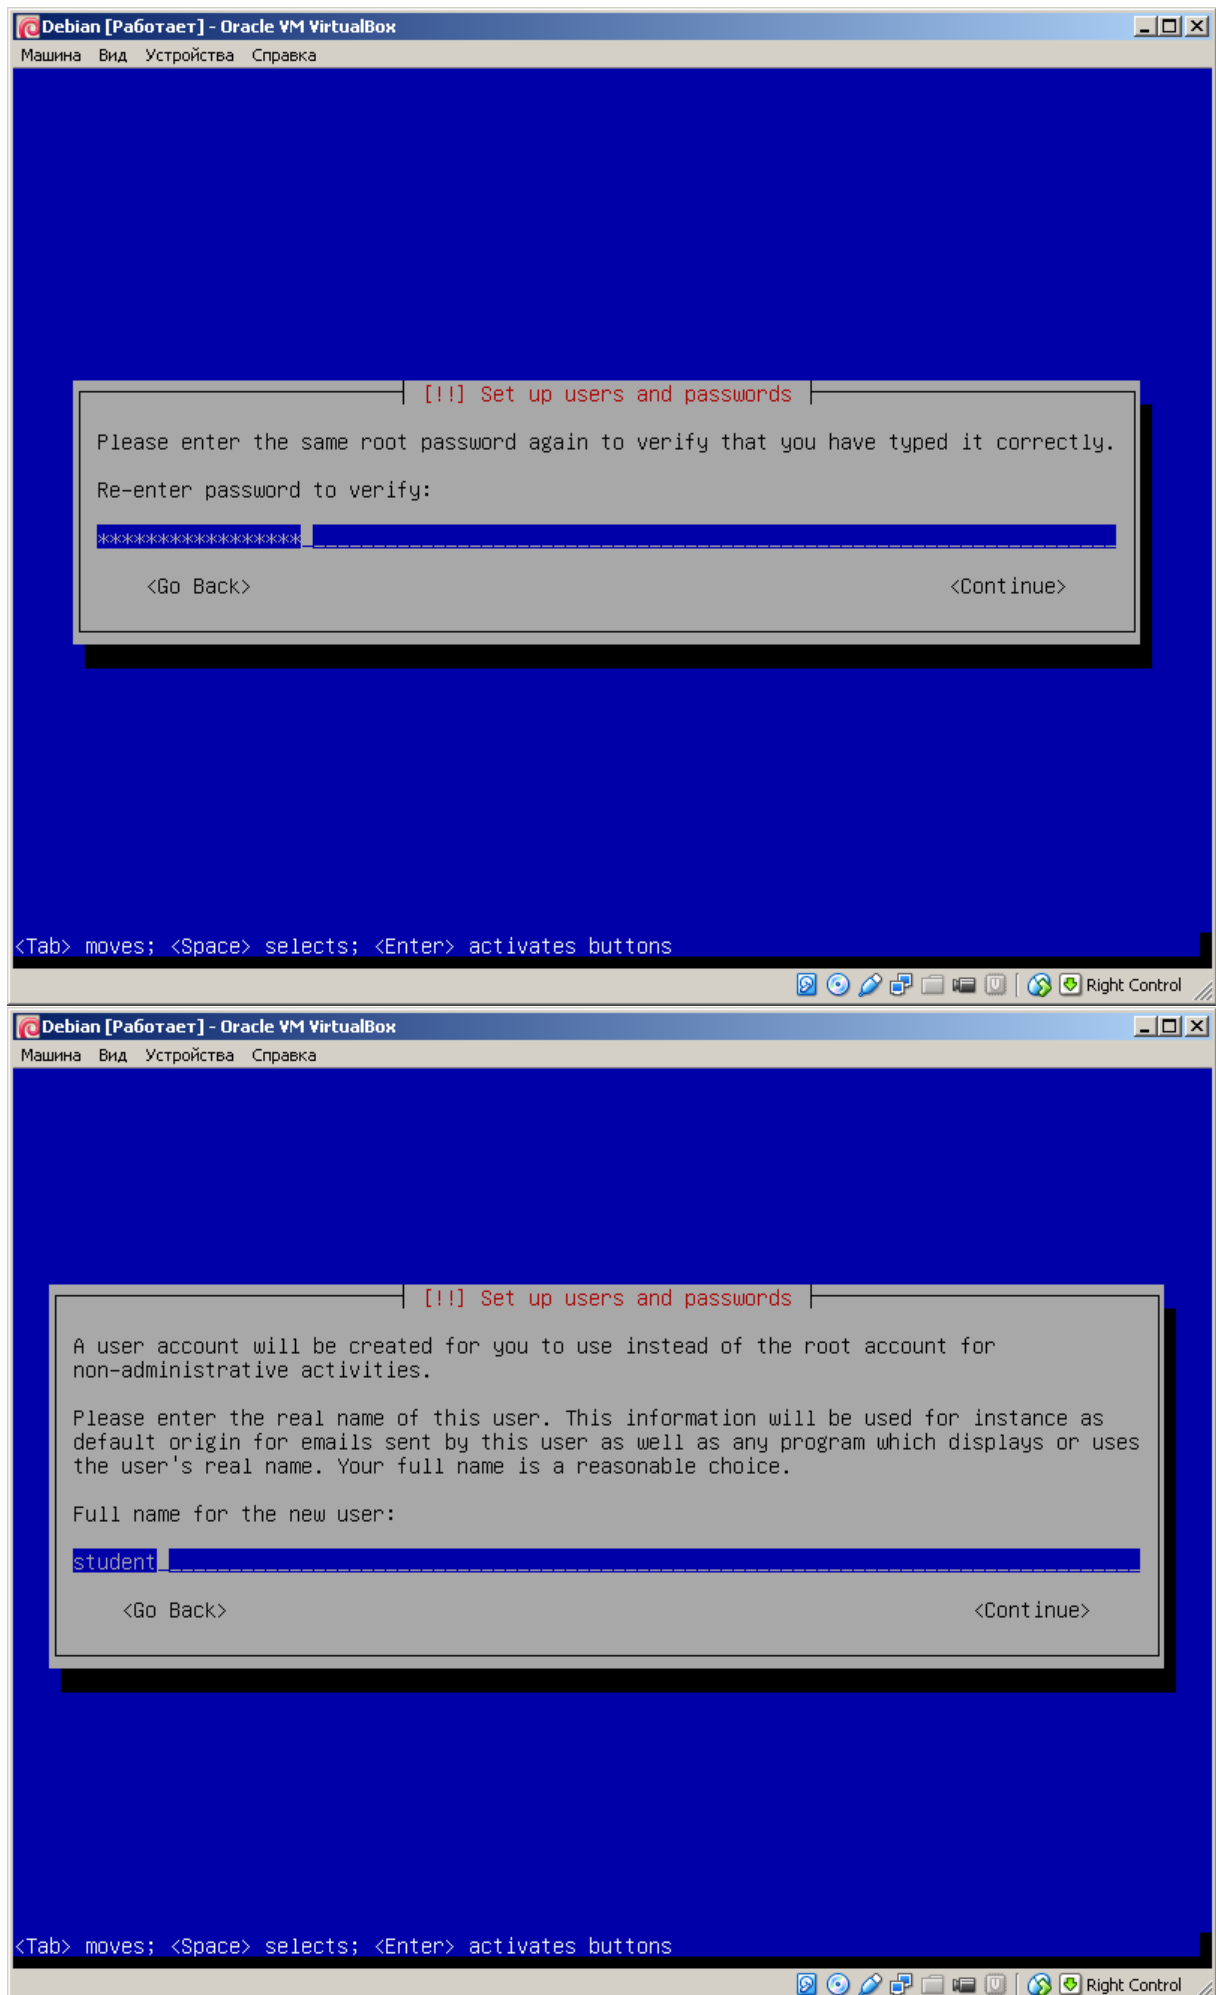 Debian [Работает] - Oracle VM VirtualBox
Машина Вид Устройства Справка
[!!] Set up users and passwords
Please enter the same root password again to verify that you have typed it correctly.
Re-enter password to verify:
*****************
<Go Back> <Continue>
<Tab> moves; <Space> selects; <Enter> activates buttons
Right Control
Debian [Работает] - Oracle VM VirtualBox
Машина Вид Устройства Справка
[!!] Set up users and passwords
A user account will be created for you to use instead of the root account for
non-administrative activities.
Please enter the real name of this user. This information will be used for instance as
default origin for emails sent by this user as well as any program which displays or uses
the user's real name. Your full name is a reasonable choice.
Full name for the new user:
student
<Go Back> <Continue>
<Tab> moves; <Space> selects; <Enter> activates buttons
Right Control